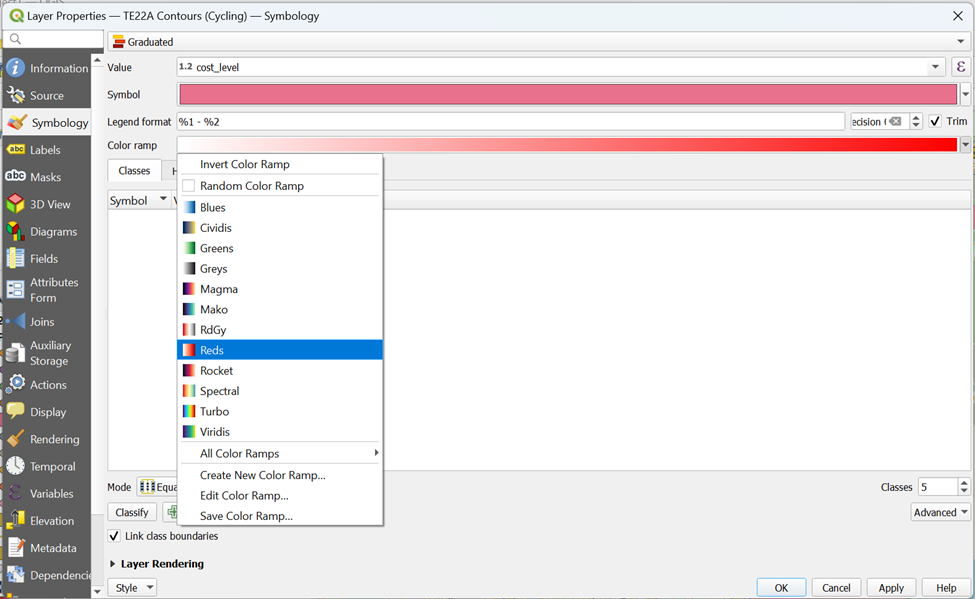 Layer Properties — TE22A Contours (Cycling) — Symbology
Information
Source
Symbology
Labels
Masks
3D View
Diagrams
Fields
Attributes
Form
Joins
Auxiliary
Storage
Actions
Display
Rendering
Temporal
Variables
Elevation
Metadata
Dependencie
Graduated
Value 1.2 cost_level ε
Symbol
Legend format %1 - %2 ecision ( Trim
Color ramp
Classes H
Symbol V
Invert Color Ramp
Random Color Ramp
Blues
Cividis
Greens
Greys
Magma
Mako
RdGy
Reds
Rocket
Spectral
Turbo
Viridis
All Color Ramps
Create New Color Ramp...
Edit Color Ramp...
Save Color Ramp...
Mode Equa Classes 5
Classify Advanced
Link class boundaries
Layer Rendering
Style OK Cancel Apply Help